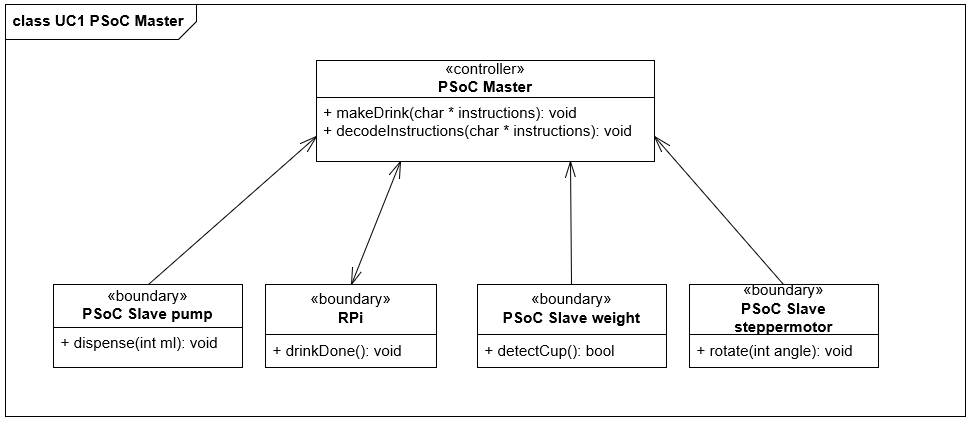 class UC1 PSoC Master
«controller»
PSoC Master
+ makeDrink(char * instructions): void
+ decodeInstructions(char * instructions): void
«boundary»
PSoC Slave pump
+ dispense(int ml): void
«boundary»
RPi
+ drinkDone(): void
«boundary»
PSoC Slave weight
+ detectCup(): bool
«boundary»
PSoC Slave
steppermotor
+ rotate(int angle): void